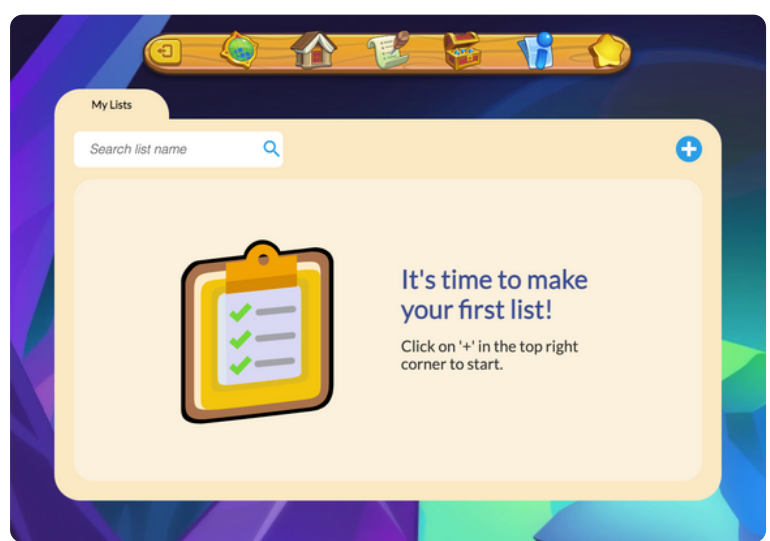 My Lists
Search list name
It's time to make
your first list!
Click on '+' in the top right
corner to start.